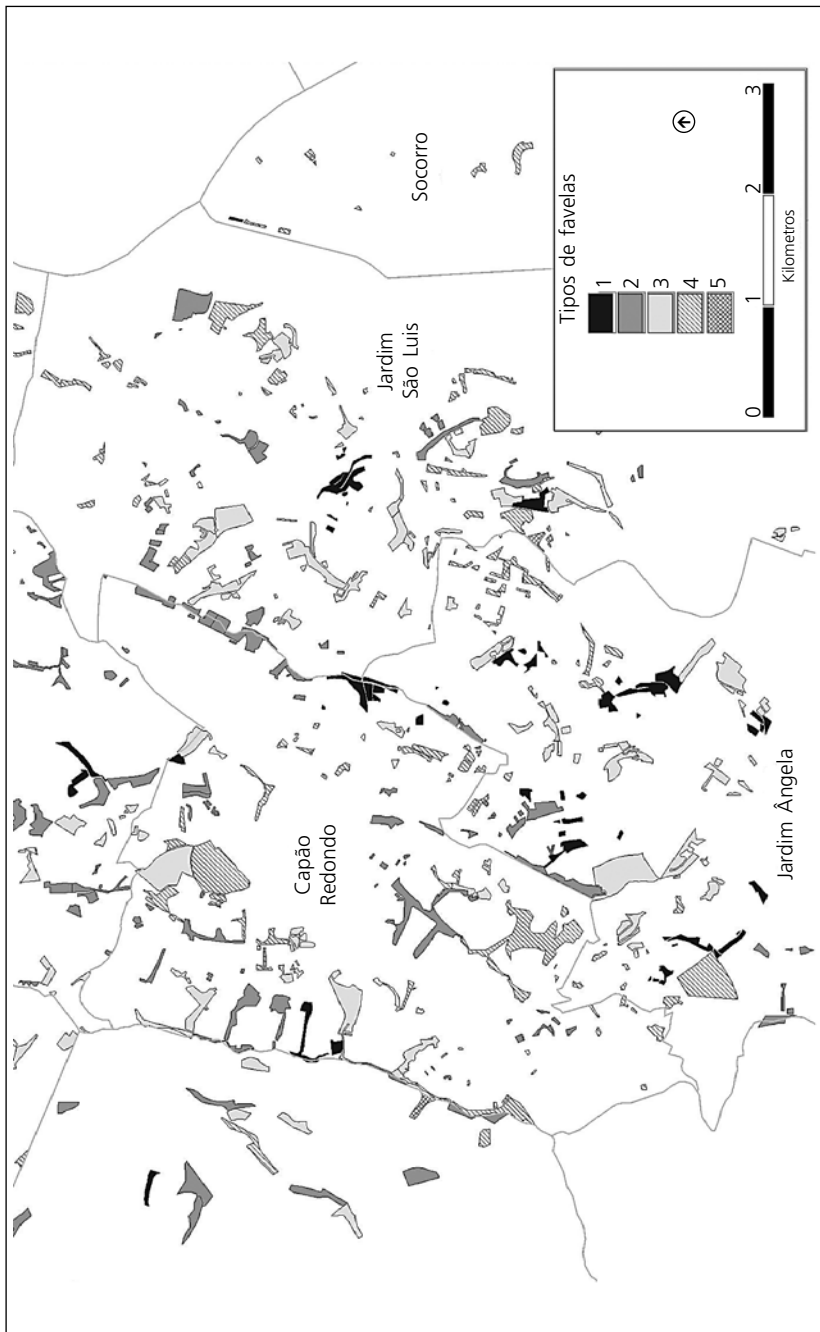 Socorro
Jardim
São Luis
Capão
Redondo
Jardim Ângela
Tipos de favelas
1
2
3
4
5
0
1
2
3
Kilometros